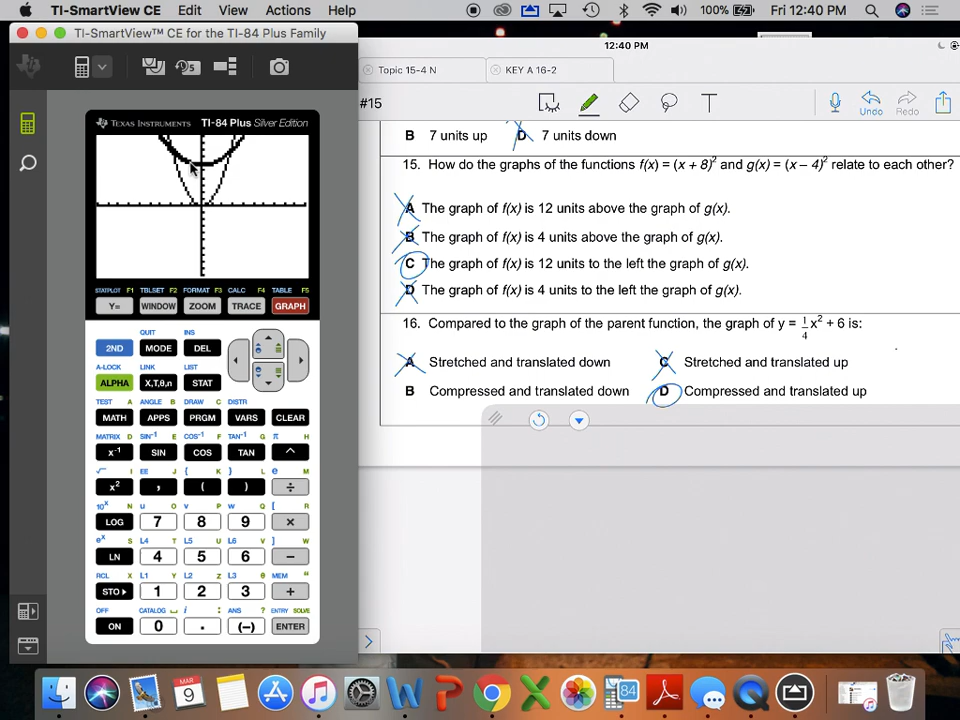 TI-SmartView CE Edit View Actions Help 100% Fri 12:40 PM
TI-SmartView™ CE for the TI-84 Plus Family
12:40 PM
Topic 15-4 N KEY A 16-2
5
#15 T Undo Redo
TEXAS INSTRUMENTS TI-84 Plus Silver Edition
B 7 units up D 7 units down
15. How do the graphs of the functions f(x) = (x + 8)² and g(x) = (x – 4)² relate to each other?
A The graph of f(x) is 12 units above the graph of g(x).
B The graph of f(x) is 4 units above the graph of g(x).
C The graph of f(x) is 12 units to the left the graph of g(x).
D The graph of f(x) is 4 units to the left the graph of g(x).
16. Compared to the graph of the parent function, the graph of y = 1/4 x² + 6 is:
A Stretched and translated down C Stretched and translated up
B Compressed and translated down D Compressed and translated up
STATPLOT F1 TBLSET F2 FORMAT F3 CALC F4 TABLE F5
Y= WINDOW ZOOM TRACE GRAPH
QUIT INS
2ND MODE DEL
A-LOCK LINK LIST
ALPHA X,T,θ,n STAT
TEST A ANGLE B DRAW C DISTR
MATH APPS PRGM VARS CLEAR
MATRIX D SIN⁻¹ E COS⁻¹ F TAN⁻¹ G π H
x⁻¹ SIN COS TAN ^
√ I EE J { K } L e M
x² , ( ) ÷
10ˣ N u O v P w Q [ R
LOG 7 8 9 ×
eˣ S L4 T L5 U L6 V ] W
LN 4 5 6 −
RCL X L1 Y L2 Z L3 θ MEM "
STO▸ 1 2 3 +
OFF CATALOG i : ANS ? ENTRY SOLVE
ON 0 . (−) ENTER
MAR
9
84